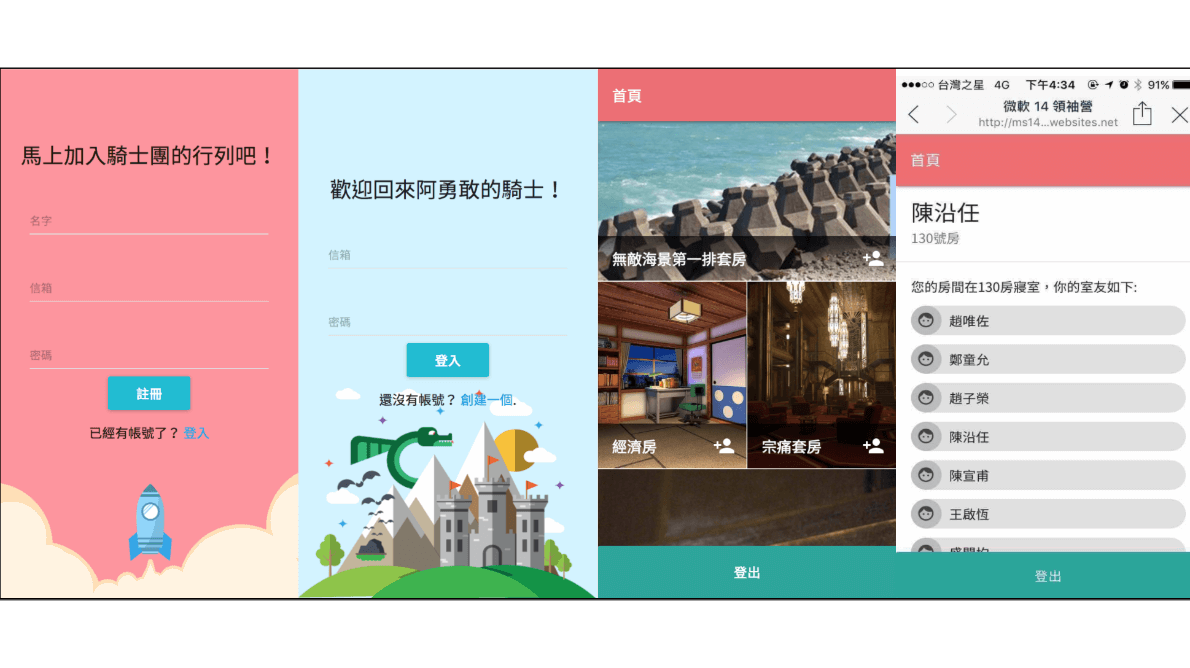 馬上加入騎士團的行列吧！
名字
信箱
密碼
註冊
已經有帳號了？ 登入
歡迎回來阿勇敢的騎士！
信箱
密碼
登入
還沒有帳號？ 創建一個.
首頁
無敵海景第一排套房
經濟房
宗痛套房
登出
台灣之星 4G 下午4:34 91%
微軟 14 領袖營
http://ms14...websites.net
首頁
陳沿任
130號房
您的房間在130房寢室，你的室友如下:
趙唯佐
鄭童允
趙子榮
陳沿任
陳宣甫
王啟恆
登出